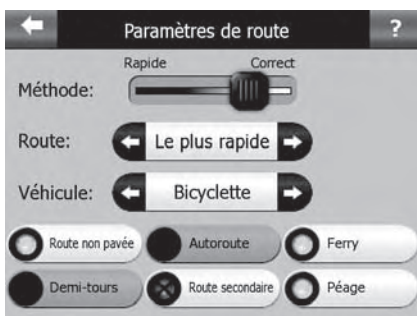 Paramètres de route ?
Rapide Correct
Méthode:
Route: Le plus rapide
Véhicule: Bicyclette
Route non pavée Autoroute Ferry
Demi-tours Route secondaire Péage